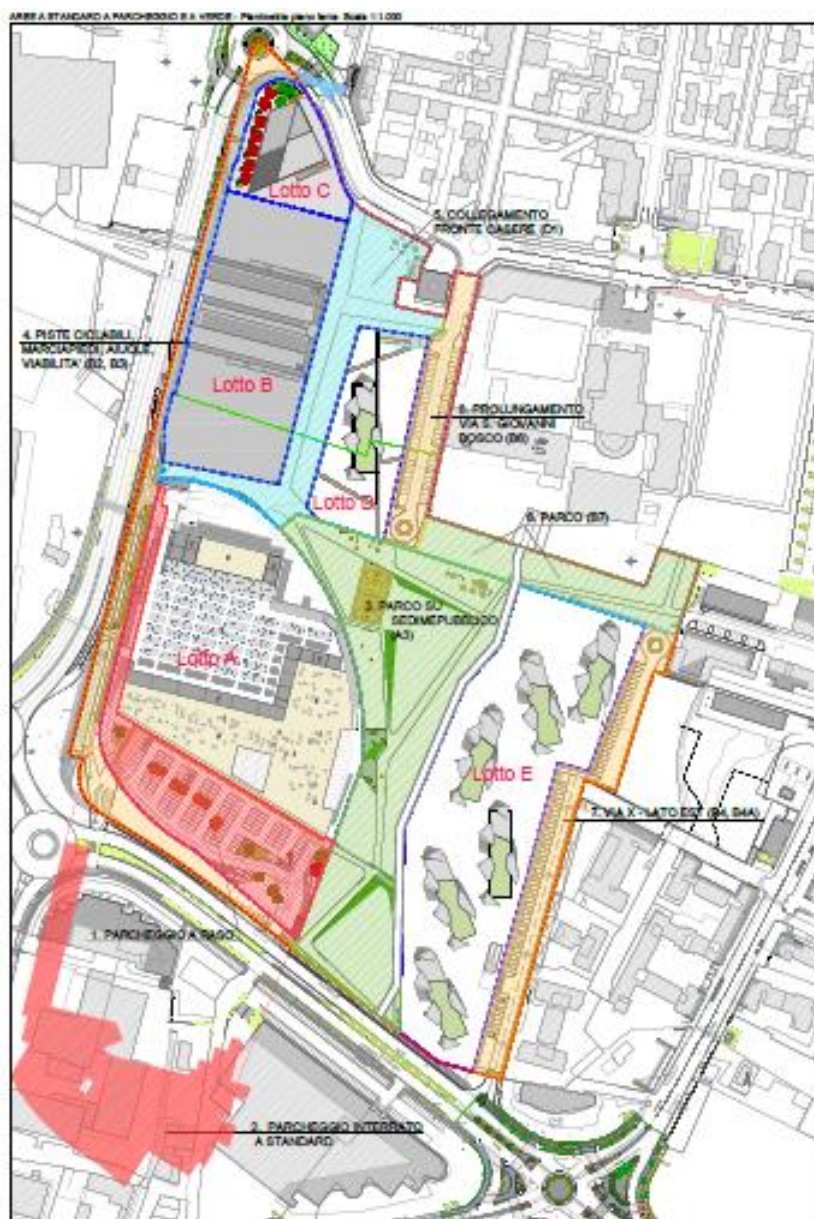 AREE A STANDARD A PARCHEGGIO E A VERDE - Planimetria piano terra Scala 1:1.000
Lotto C
5. COLLEGAMENTO
FRONTE CASERE (D1)
4. PISTE CICLABILI,
MARCIAPIEDI, AIUOLE,
VIABILITA' (B2, B3)
Lotto B
8. PROLUNGAMENTO
VIA S. GIOVANNI
BOSCO (B6)
Lotto D
6. PARCO (B7)
3. PARCO SU
SEDIMEPUBBLICO
(A3)
Lotto A
Lotto E
7. VIA X - LATO EST (B4, B4A)
1. PARCHEGGIO A RASO
2. PARCHEGGIO INTERRATO
A STANDARD